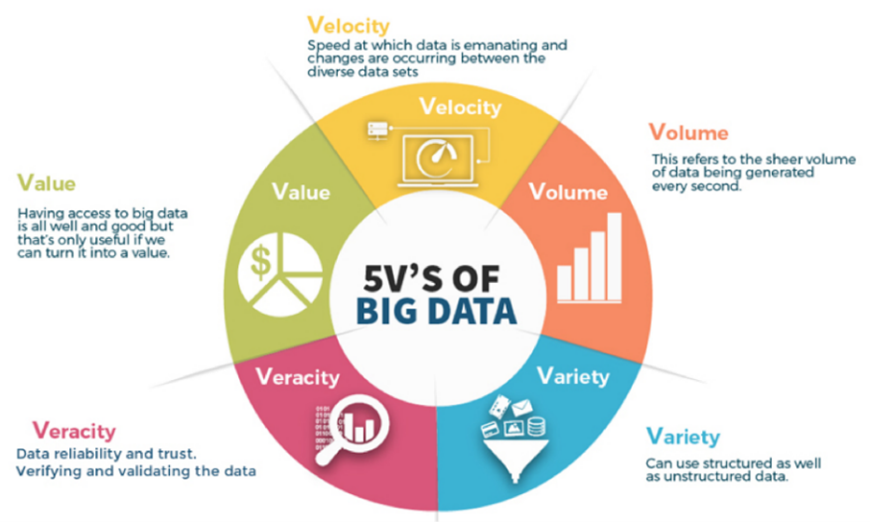 Velocity
Speed at which data is emanating and
changes are occurring between the
diverse data sets
Velocity
Volume
This refers to the sheer volume
of data being generated
every second.
Value
Having access to big data
is all well and good but
that's only useful if we
can turn it into a value.
Value
$
Volume
5V'S OF
BIG DATA
Veracity
Variety
Veracity
Data reliability and trust.
Verifying and validating the data
Variety
Can use structured as well
as unstructured data.